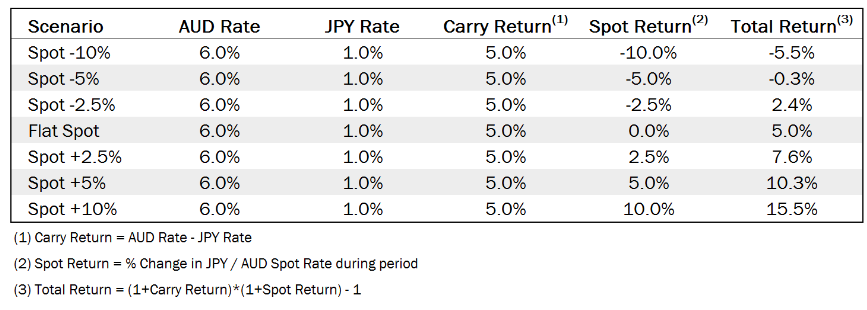 Scenario AUD Rate JPY Rate Carry Return(1) Spot Return(2) Total Return(3)
Spot -10% 6.0% 1.0% 5.0% -10.0% -5.5%
Spot -5% 6.0% 1.0% 5.0% -5.0% -0.3%
Spot -2.5% 6.0% 1.0% 5.0% -2.5% 2.4%
Flat Spot 6.0% 1.0% 5.0% 0.0% 5.0%
Spot +2.5% 6.0% 1.0% 5.0% 2.5% 7.6%
Spot +5% 6.0% 1.0% 5.0% 5.0% 10.3%
Spot +10% 6.0% 1.0% 5.0% 10.0% 15.5%
(1) Carry Return = AUD Rate - JPY Rate
(2) Spot Return = % Change in JPY / AUD Spot Rate during period
(3) Total Return = (1+Carry Return)*(1+Spot Return) - 1